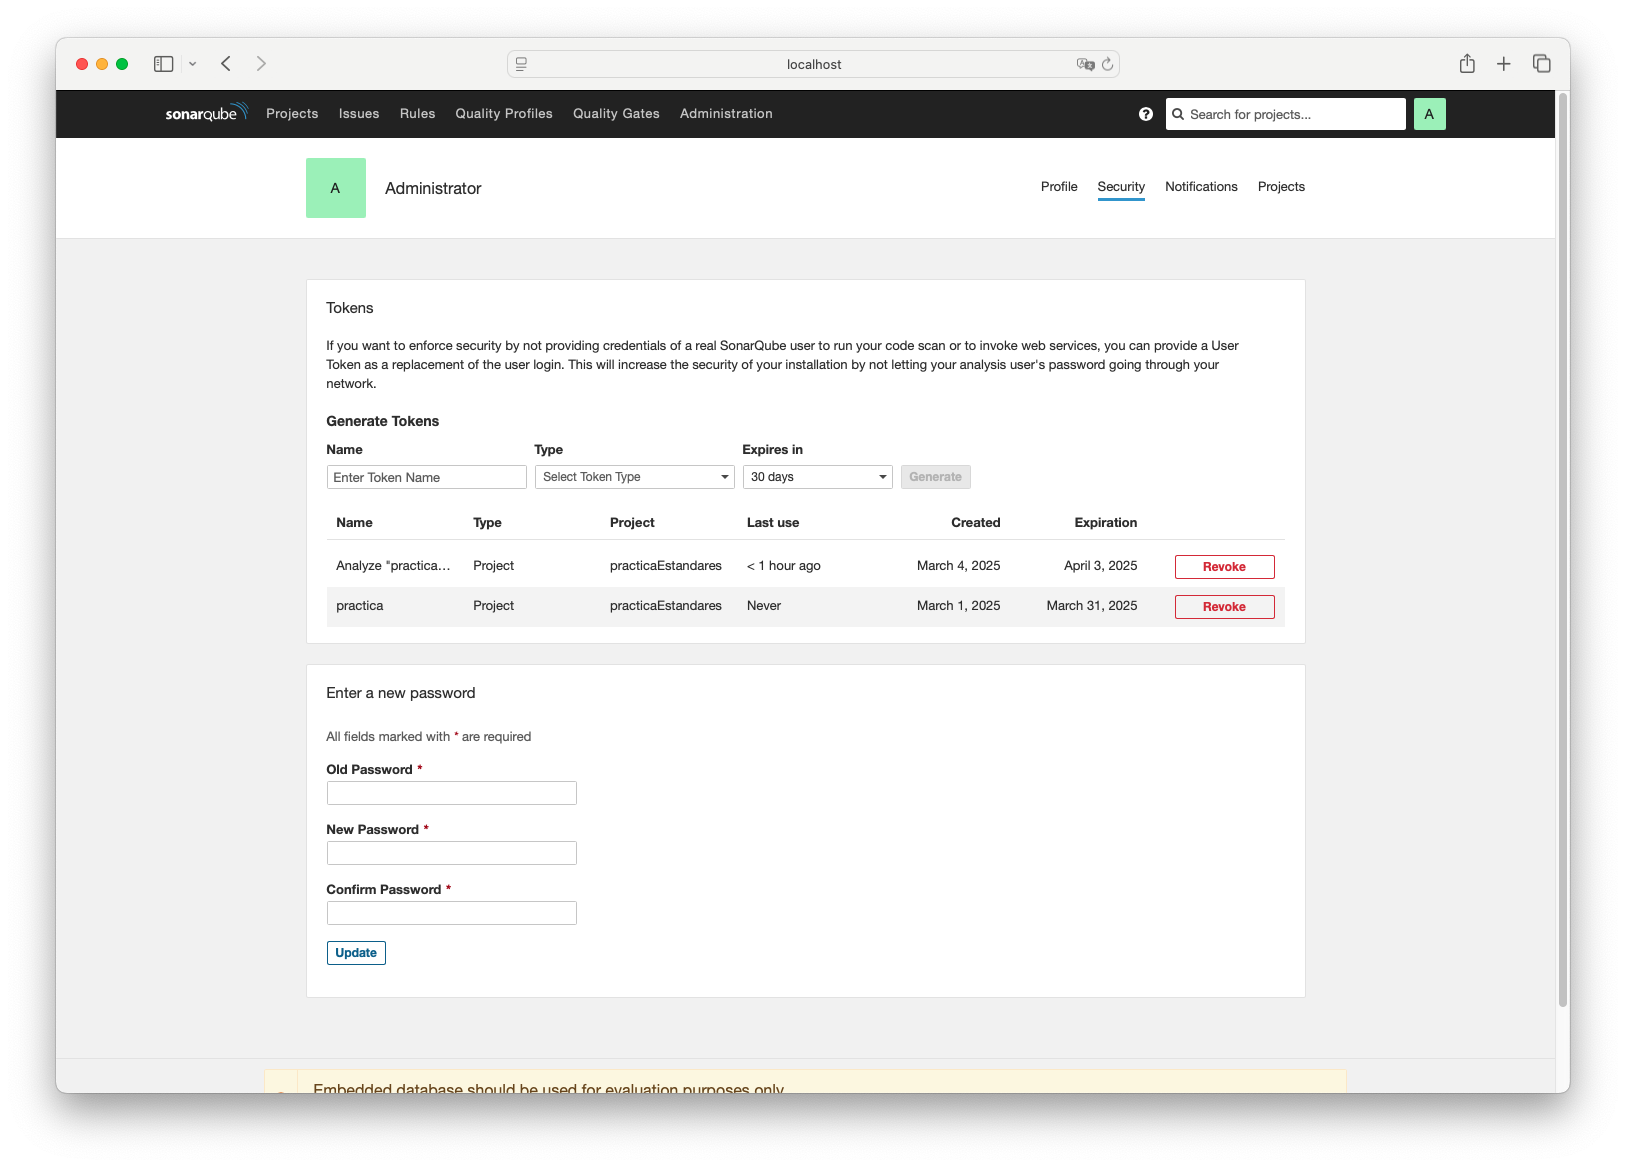 localhost
sonarqube Projects Issues Rules Quality Profiles Quality Gates Administration ? Search for projects... A
A Administrator Profile Security Notifications Projects
Tokens
If you want to enforce security by not providing credentials of a real SonarQube user to run your code scan or to invoke web services, you can provide a User
Token as a replacement of the user login. This will increase the security of your installation by not letting your analysis user's password going through your
network.
Generate Tokens
Name Type Expires in
Enter Token Name Select Token Type 30 days Generate
Name Type Project Last use Created Expiration
Analyze "practica... Project practicaEstandares < 1 hour ago March 4, 2025 April 3, 2025 Revoke
practica Project practicaEstandares Never March 1, 2025 March 31, 2025 Revoke
Enter a new password
All fields marked with * are required
Old Password *
New Password *
Confirm Password *
Update
Embedded database should be used for evaluation purposes only